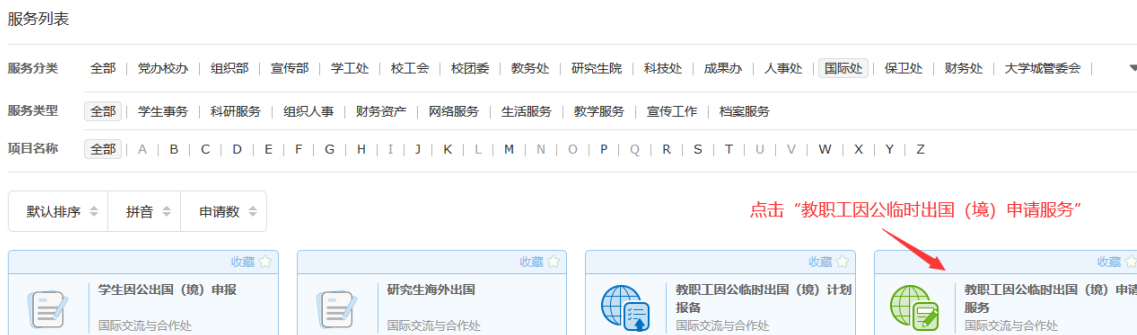 服务列表
服务分类 全部 | 党办校办 | 组织部 | 宣传部 | 学工处 | 校工会 | 校团委 | 教务处 | 研究生院 | 科技处 | 成果办 | 人事处 | 国际处 | 保卫处 | 财务处 | 大学城管委会 |
服务类型 全部 | 学生事务 | 科研服务 | 组织人事 | 财务资产 | 网络服务 | 生活服务 | 教学服务 | 宣传工作 | 档案服务
项目名称 全部 | A | B | C | D | E | F | G | H | I | J | K | L | M | N | O | P | Q | R | S | T | U | V | W | X | Y | Z
默认排序 拼音 申请数
点击“教职工因公临时出国（境）申请服务”
收藏 收藏 收藏 收藏
学生因公出国（境）申报
国际交流与合作处
研究生海外出国
国际交流与合作处
教职工因公临时出国（境）计划
报备
国际交流与合作处
教职工因公临时出国（境）申请
服务
国际交流与合作处